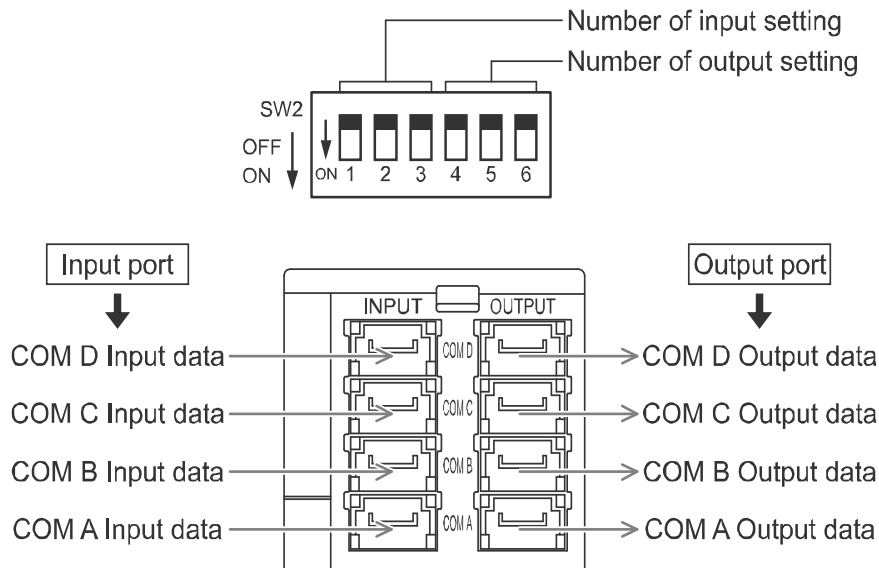 Number of input setting
Number of output setting
SW2
OFF
ON
ON 1 2 3 4 5 6
Input port
Output port
INPUT OUTPUT
COM D Input data COM D COM D Output data
COM C Input data COM C COM C Output data
COM B Input data COM B COM B Output data
COM A Input data COM A COM A Output data